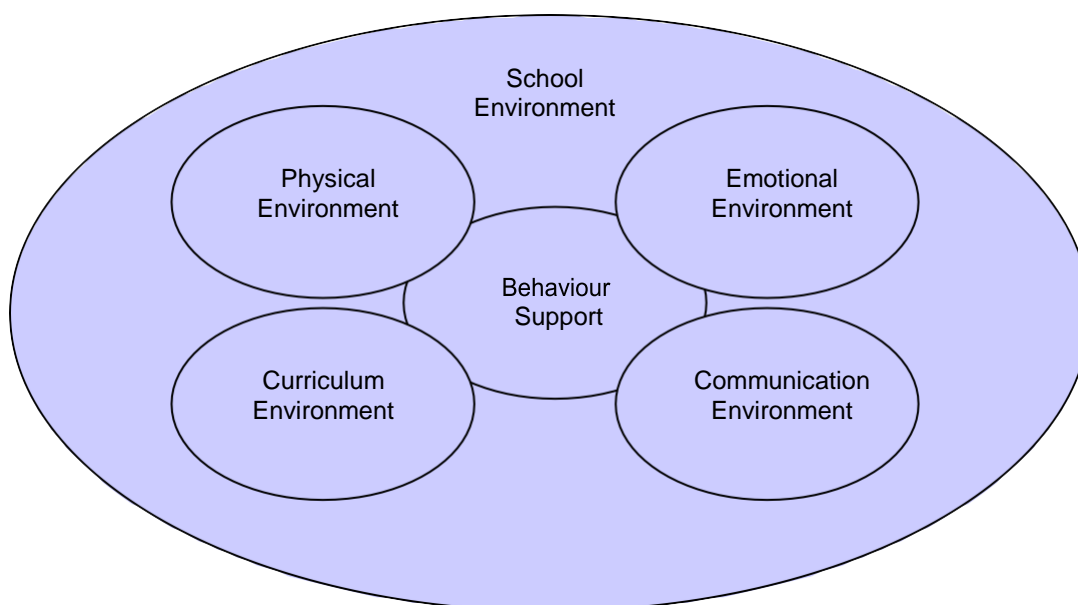 School
Environment
Physical
Environment
Emotional
Environment
Behaviour
Support
Curriculum
Environment
Communication
Environment